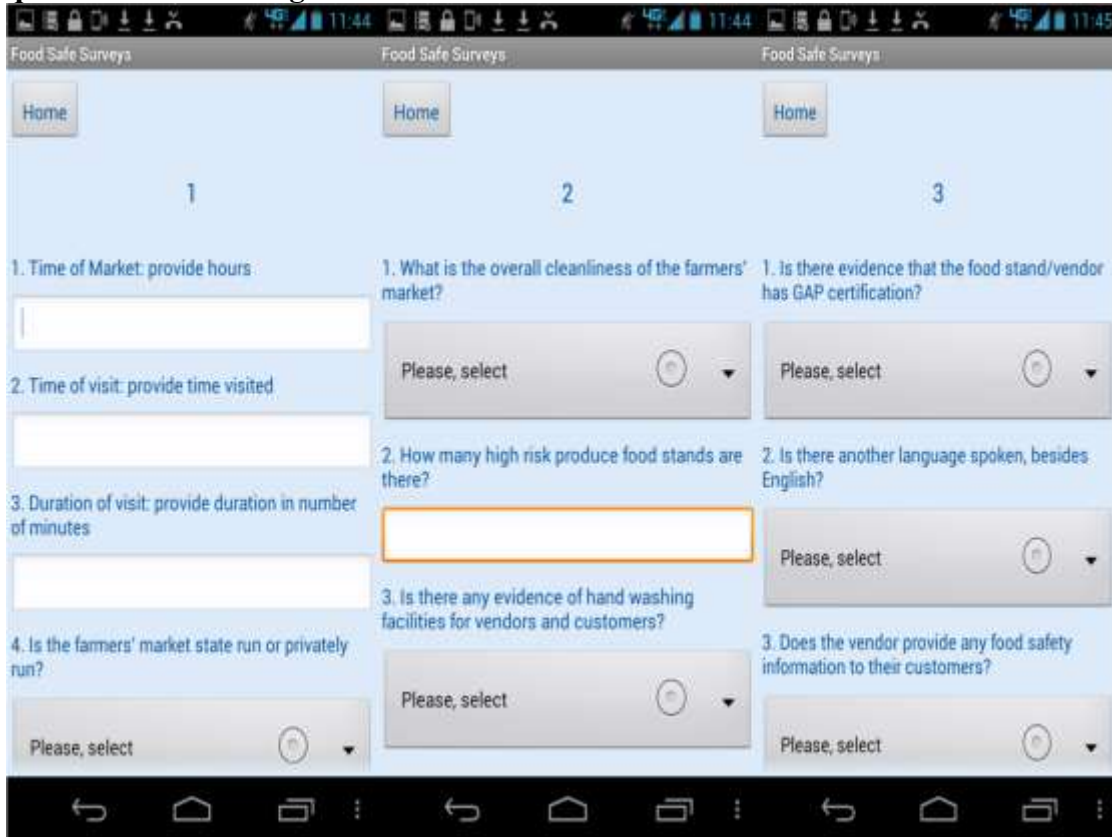 11:44
Food Safe Surveys
Home
1
1. Time of Market: provide hours
2. Time of visit: provide time visited
3. Duration of visit: provide duration in number
of minutes
4. Is the farmers' market state run or privately
run?
Please, select
11:44
Food Safe Surveys
Home
2
1. What is the overall cleanliness of the farmers'
market?
Please, select
2. How many high risk produce food stands are
there?
3. Is there any evidence of hand washing
facilities for vendors and customers?
Please, select
11:45
Food Safe Surveys
Home
3
1. Is there evidence that the food stand/vendor
has GAP certification?
Please, select
2. Is there another language spoken, besides
English?
Please, select
3. Does the vendor provide any food safety
information to their customers?
Please, select